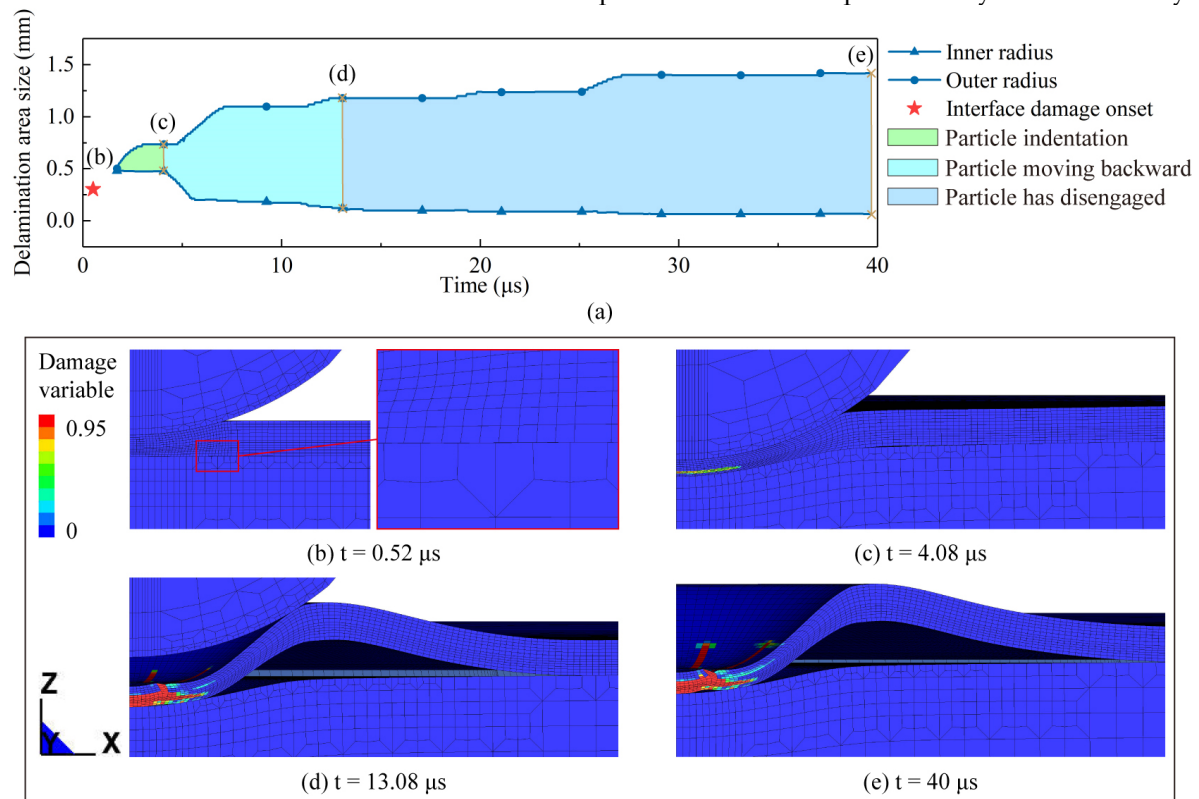 Delamination area size (mm)
(a)
1.5
1.0
0.5
0.0
(b)
(c)
(d)
(e)
0
10
20
30
40
Time (μs)
Inner radius
Outer radius
Interface damage onset
Particle indentation
Particle moving backward
Particle has disengaged
(a)
Damage
variable
0.95
0
(b) t = 0.52 μs
(c) t = 4.08 μs
Z
Y
X
(d) t = 13.08 μs
(e) t = 40 μs